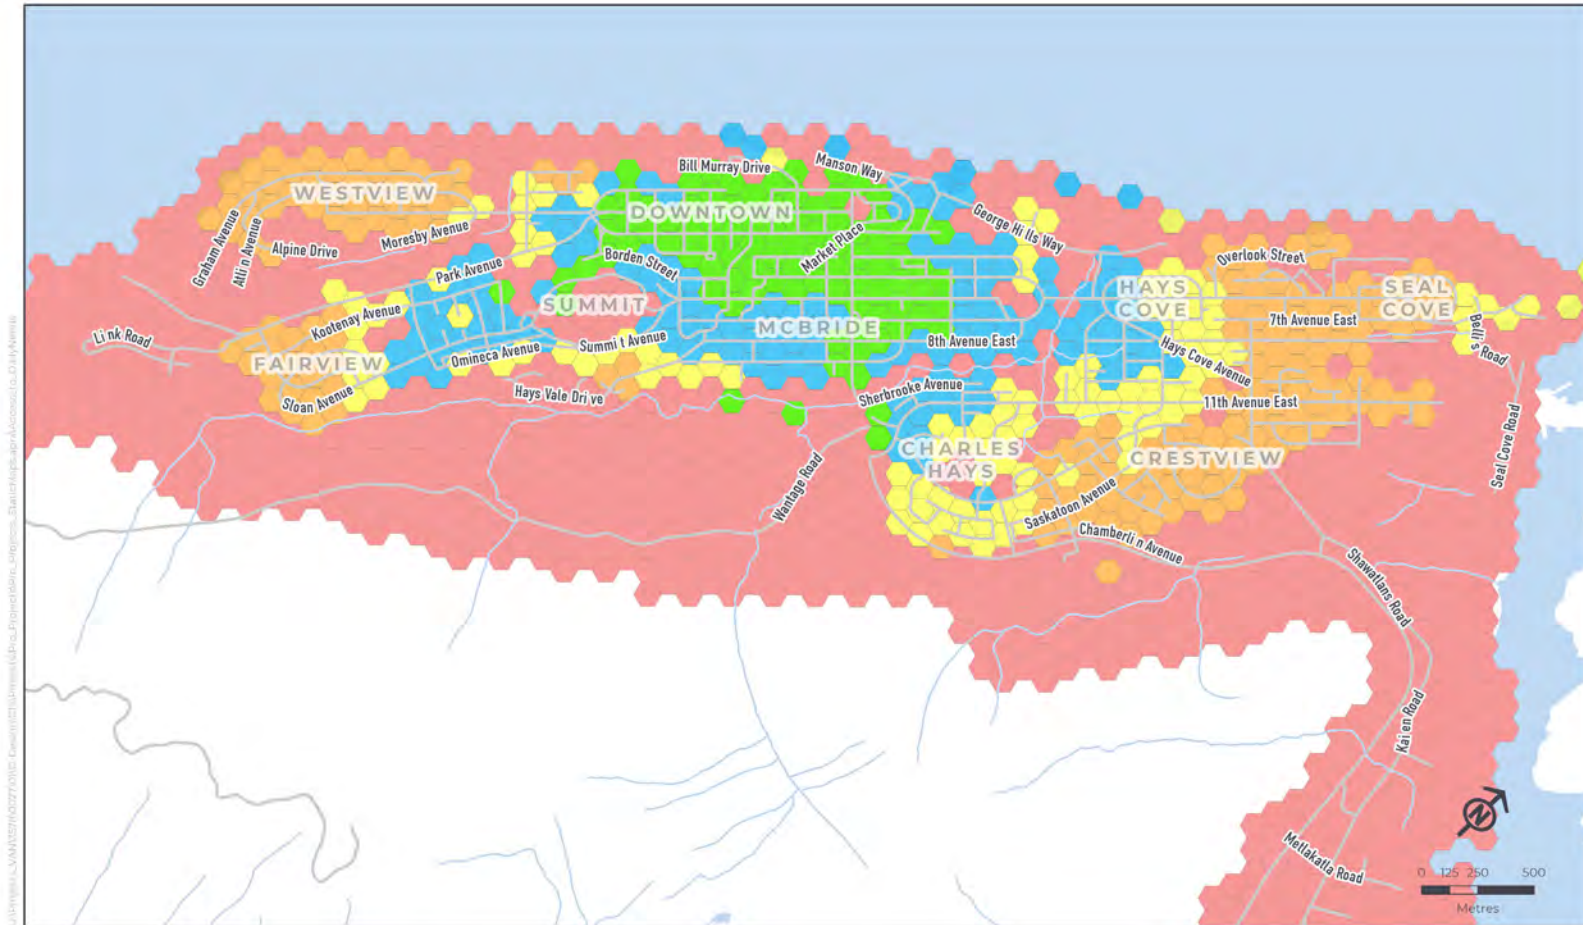 Bill Murray Drive
Manson Way
WESTVIEW
DOWNTOWN
George Hills Way
Graham Avenue
Atlin Avenue
Alpine Drive
Moresby Avenue
Market Place
Borden Street
Overlook Street
Park Avenue
SUMMIT
HAYS
COVE
SEAL
COVE
Kootenay Avenue
MCBRIDE
7th Avenue East
Link Road
Omineca Avenue
Summit Avenue
8th Avenue East
Hays Cove Avenue
Bellis Road
FAIRVIEW
Sloan Avenue
Hays Vale Drive
Sherbrooke Avenue
11th Avenue East
CHARLES
HAYS
CRESTVIEW
Seal Cove Road
Wantage Road
Saskatoon Avenue
Chamberlin Avenue
Shawatlans Road
Kaien Road
Metlakatla Road
N
0 125 250 500
Metres